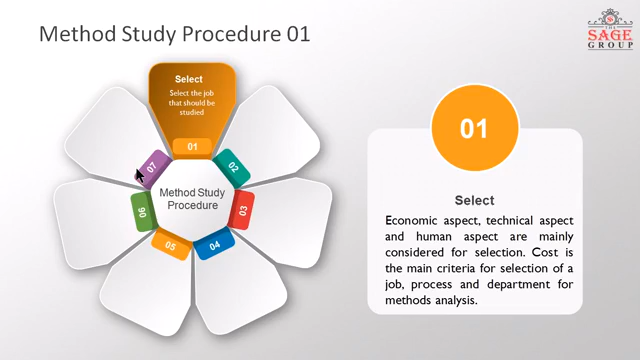 Method Study Procedure 01
THE
SAGE
GROUP
Select
Select the job
that should be
studied
01
02
03
04
05
06
07
Method Study
Procedure
01
Select
Economic aspect, technical aspect
and human aspect are mainly
considered for selection. Cost is
the main criteria for selection of a
job, process and department for
methods analysis.